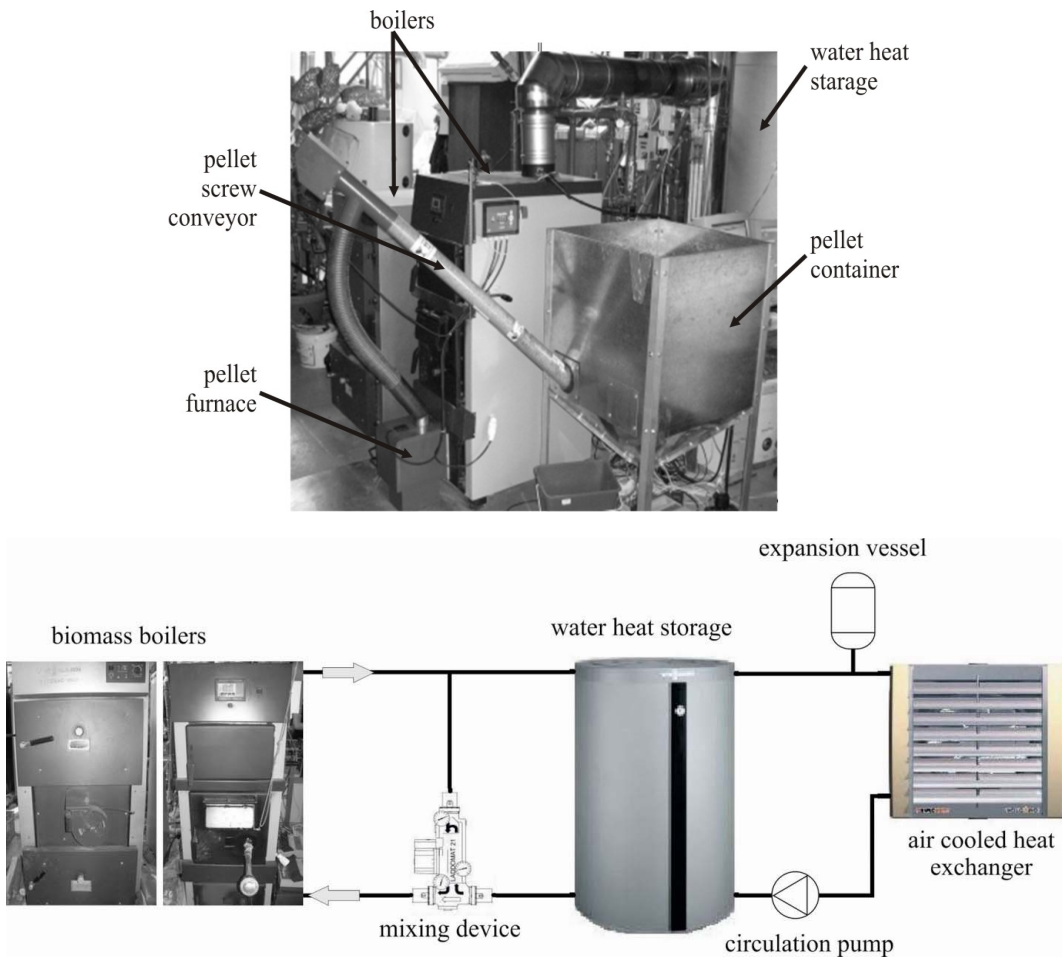 boilers
water heat
starage
pellet
screw
conveyor
pellet
container
pellet
furnace
expansion vessel
biomass boilers
water heat storage
air cooled heat
exchanger
mixing device
circulation pump